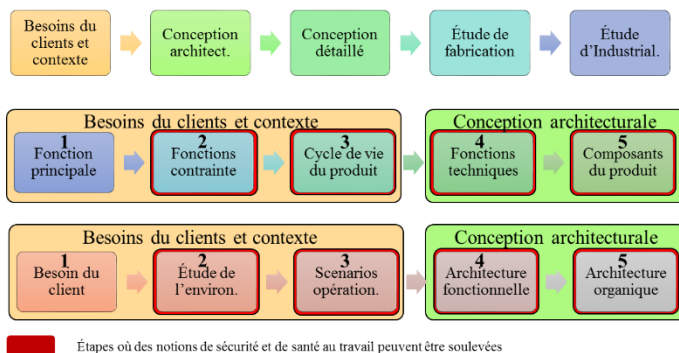 Besoins du
clients et
contexte
Conception
architect.
Conception
détaillé
Étude de
fabrication
Étude
d'Industrial.
Besoins du clients et contexte
Conception architecturale
1
Fonction
principale
2
Fonctions
contrainte
3
Cycle de vie
du produit
4
Fonctions
techniques
5
Composants
du produit
Besoins du clients et contexte
Conception architecturale
1
Besoin du
client
2
Étude de
l'environ.
3
Scenarios
opération.
4
Architecture
fonctionnelle
5
Architecture
organique
Étapes où des notions de sécurité et de santé au travail peuvent être soulevées